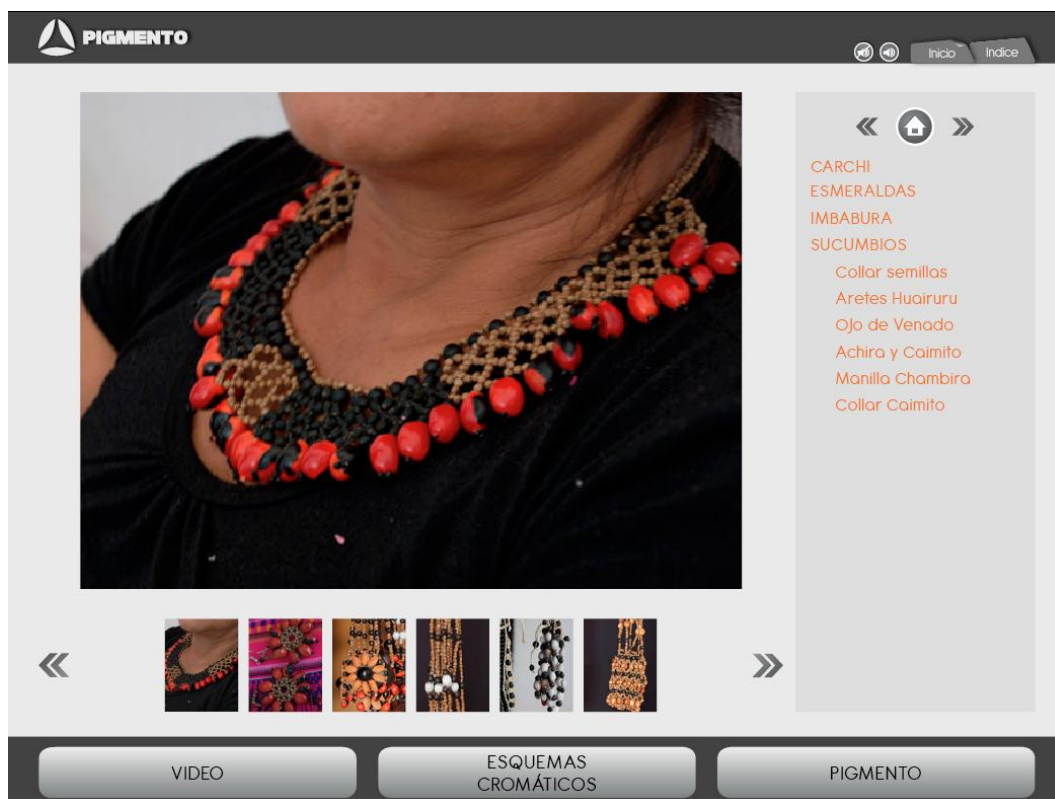 PIGMENTO
Inicio
Indice
CARCHI
ESMERALDAS
IMBABURA
SUCUMBIOS
Collar semillas
Aretes Huairuru
Ojo de Venado
Achira y Caimito
Manilla Chambira
Collar Caimito
VIDEO
ESQUEMAS
CROMÁTICOS
PIGMENTO